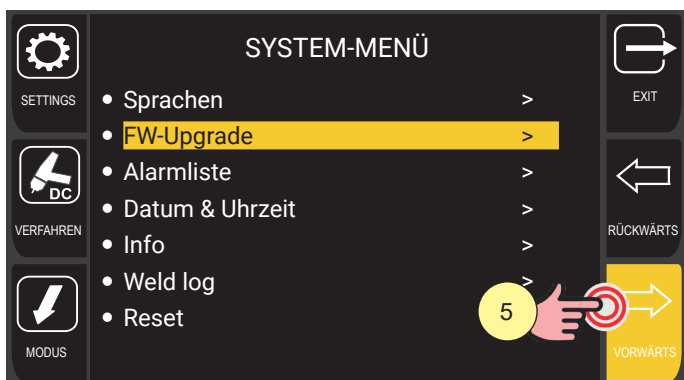 SYSTEM-MENÜ
SETTINGS
EXIT
• Sprachen >
• FW-Upgrade >
• Alarmliste >
DC
VERFAHREN
RÜCKWÄRTS
• Datum & Uhrzeit >
• Info >
• Weld log >
5
• Reset
MODUS
VORWÄRTS